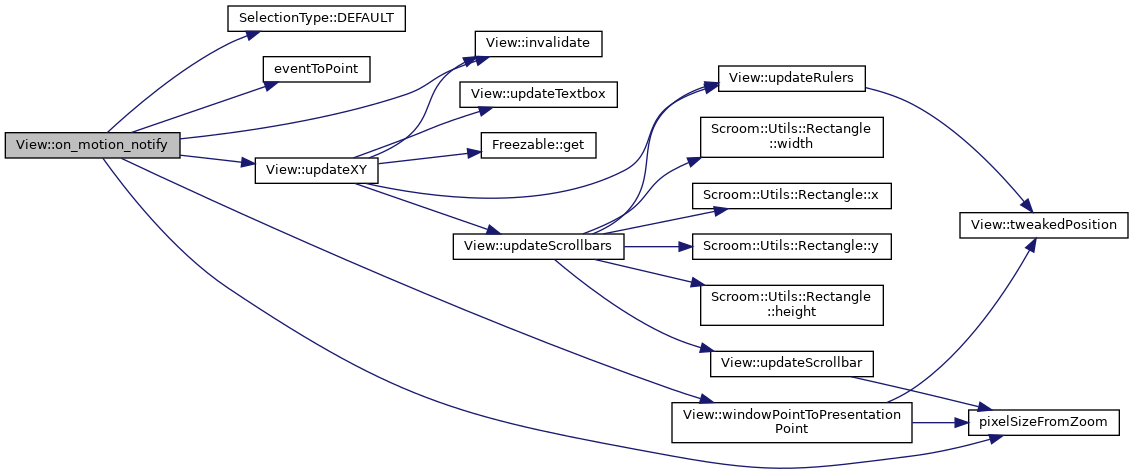 SelectionType::DEFAULT
View::invalidate
eventToPoint
View::updateRulers
View::updateTextbox
Scroom::Utils::Rectangle
::width
View::on_motion_notify
Freezable::get
View::updateXY
Scroom::Utils::Rectangle::x
View::tweakedPosition
View::updateScrollbars
Scroom::Utils::Rectangle::y
Scroom::Utils::Rectangle
::height
View::updateScrollbar
View::windowPointToPresentation
Point
pixelSizeFromZoom